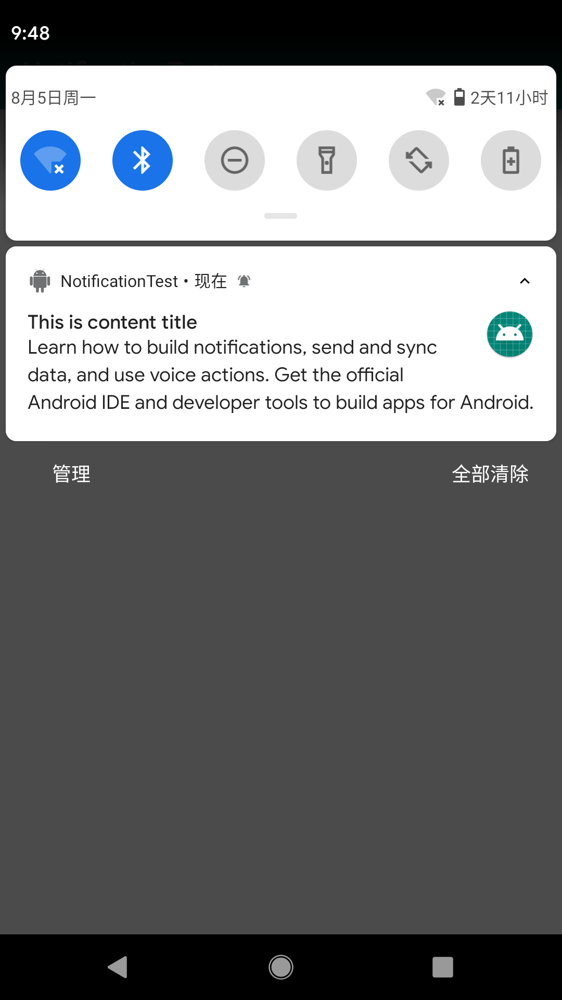 9:48
8月5日周一
2天11小时
NotificationTest • 现在
This is content title
Learn how to build notifications, send and sync
data, and use voice actions. Get the official
Android IDE and developer tools to build apps for Android.
管理
全部清除